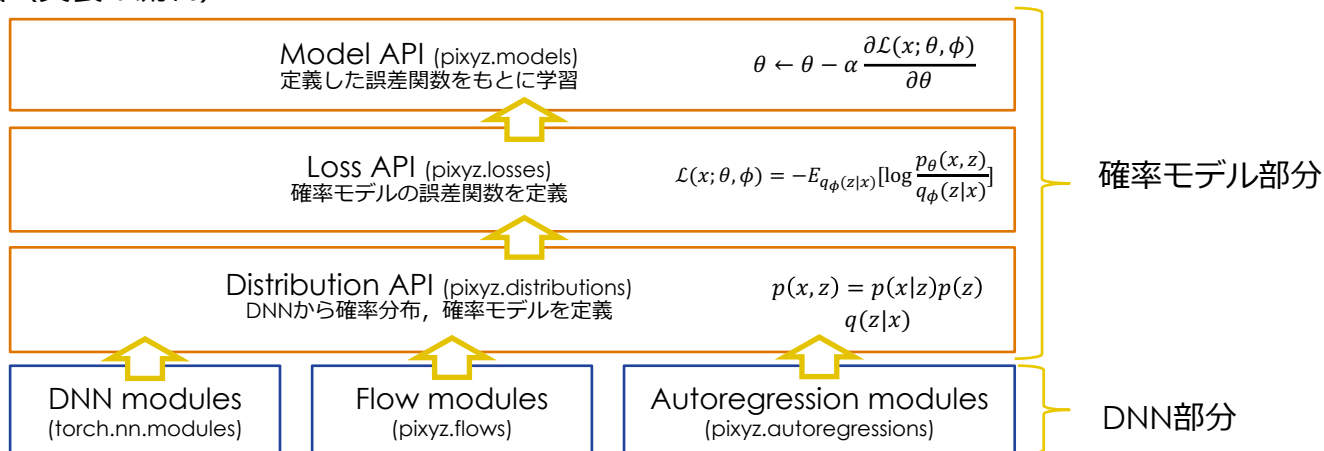 Model API (pixyz.models)
定義した誤差関数をもとに学習
θ ← θ − α ∂ℒ(x; θ, ϕ) / ∂θ
Loss API (pixyz.losses)
確率モデルの誤差関数を定義
ℒ(x; θ, ϕ) = −E_{q_ϕ(z|x)}[log p_θ(x, z) / q_ϕ(z|x)]
確率モデル部分
Distribution API (pixyz.distributions)
DNNから確率分布，確率モデルを定義
p(x, z) = p(x|z)p(z)
q(z|x)
DNN modules
(torch.nn.modules)
Flow modules
(pixyz.flows)
Autoregression modules
(pixyz.autoregressions)
DNN部分